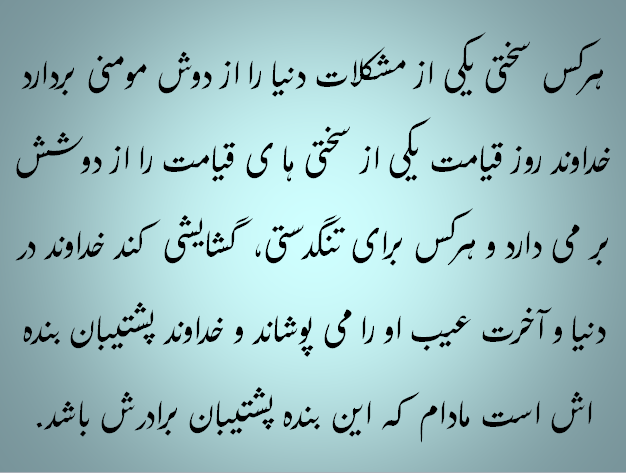 هرکس سختی یکی از مشکلات دنیا را از دوش مومنی بردارد
خداوند روز قیامت یکی از سختی ها ی قیامت را از دوشش
بر می دارد و هرکس برای تنگدستی، گشایشی کند خداوند در
دنیا و آخرت عیب او را می پوشاند و خداوند پشتیبان بنده
اش است مادام که این بنده پشتیبان برادرش باشد.